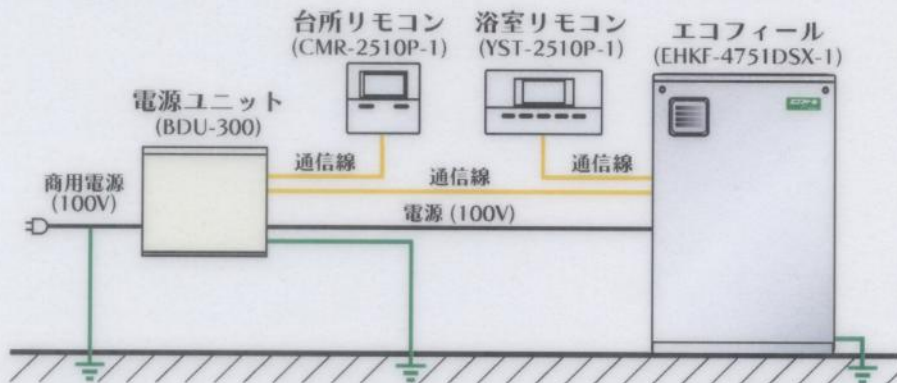 台所リモコン
(CMR-2510P-1)
浴室リモコン
(YST-2510P-1)
エコフィール
(EHKF-4751DSX-1)
電源ユニット
(BDU-300)
商用電源
(100V)
通信線
通信線
通信線
電源 (100V)